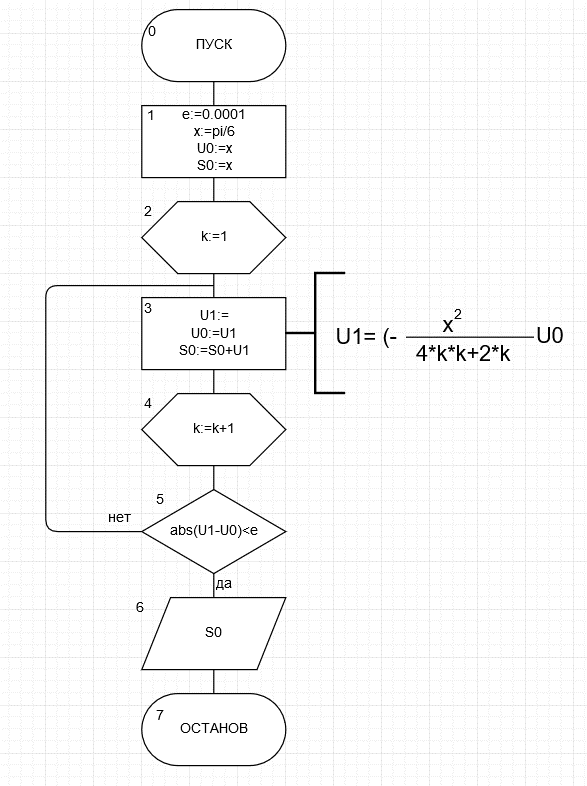 0
ПУСК
1
e:=0.0001
x:=pi/6
U0:=x
S0:=x
2
k:=1
3
U1:=
U0:=U1
S0:=S0+U1
U1= (- x² / 4*k*k+2*k U0
4
k:=k+1
5
abs(U1-U0)<e
нет
да
6
S0
7
ОСТАНОВ